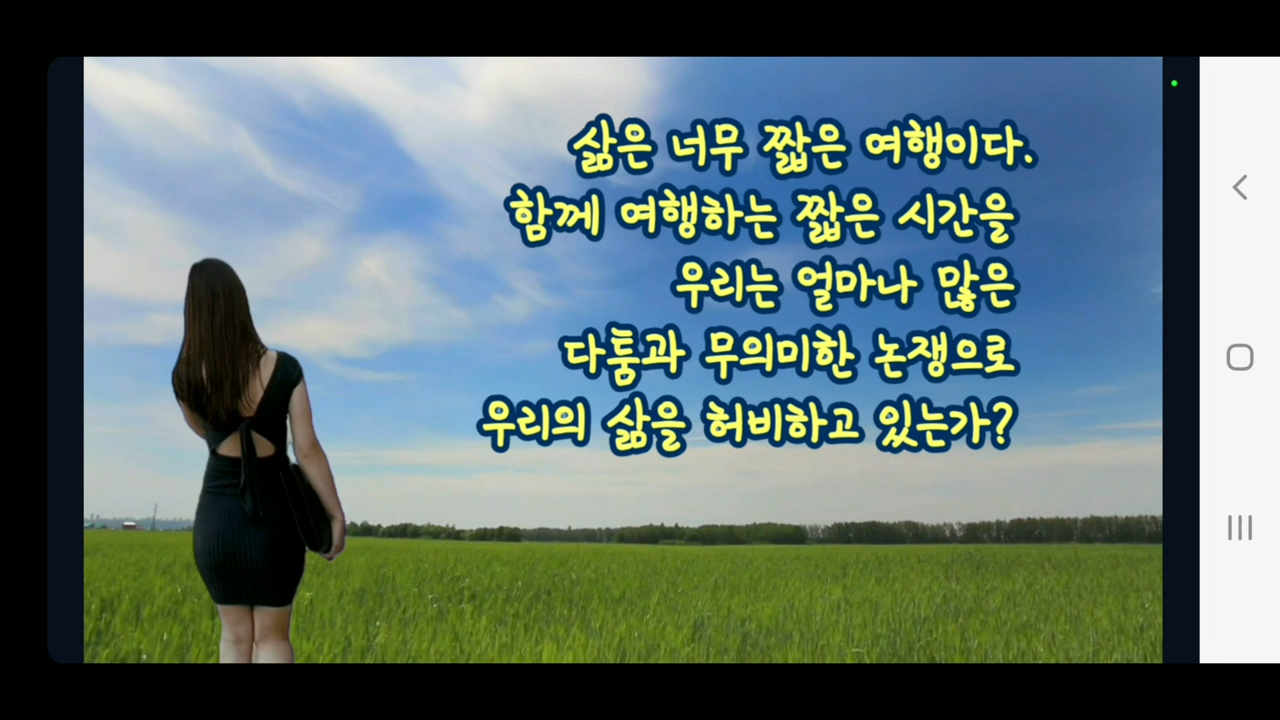 삶은 너무 짧은 여행이다.
함께 여행하는 짧은 시간을
우리는 얼마나 많은
다툼과 무의미한 논쟁으로
우리의 삶을 허비하고 있는가?